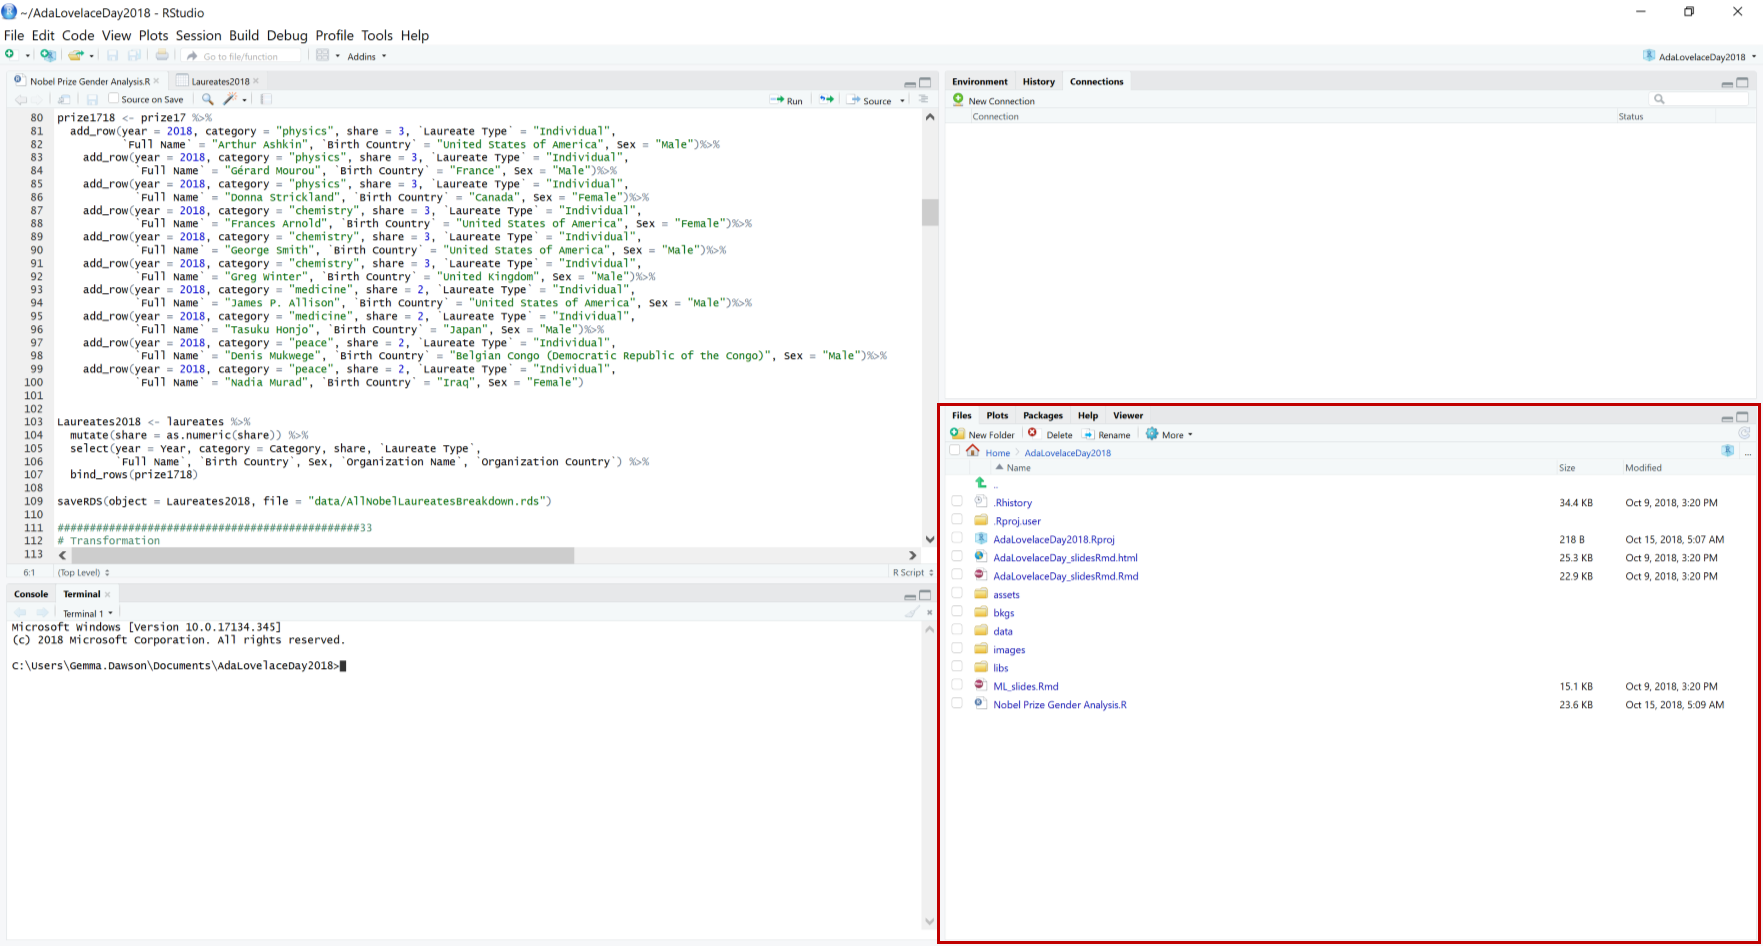 ~/AdaLovelaceDay2018 - RStudio
File Edit Code View Plots Session Build Debug Profile Tools Help
Go to file/function Addins AdaLovelaceDay2018
Nobel Prize Gender Analysis.R Laureates2018
Source on Save Run Source
80 prize1718 <- prize17 %>%
81 add_row(year = 2018, category = "physics", share = 3, `Laureate Type` = "Individual",
82 `Full Name` = "Arthur Ashkin", `Birth Country` = "United States of America", Sex = "Male")%>%
83 add_row(year = 2018, category = "physics", share = 3, `Laureate Type` = "Individual",
84 `Full Name` = "Gérard Mourou", `Birth Country` = "France", Sex = "Male")%>%
85 add_row(year = 2018, category = "physics", share = 3, `Laureate Type` = "Individual",
86 `Full Name` = "Donna Strickland", `Birth Country` = "Canada", Sex = "Female")%>%
87 add_row(year = 2018, category = "chemistry", share = 3, `Laureate Type` = "Individual",
88 `Full Name` = "Frances Arnold", `Birth Country` = "United States of America", Sex = "Female")%>%
89 add_row(year = 2018, category = "chemistry", share = 3, `Laureate Type` = "Individual",
90 `Full Name` = "George Smith", `Birth Country` = "United States of America", Sex = "Male")%>%
91 add_row(year = 2018, category = "chemistry", share = 3, `Laureate Type` = "Individual",
92 `Full Name` = "Greg Winter", `Birth Country` = "United Kingdom", Sex = "Male")%>%
93 add_row(year = 2018, category = "medicine", share = 2, `Laureate Type` = "Individual",
94 `Full Name` = "James P. Allison", `Birth Country` = "United States of America", Sex = "Male")%>%
95 add_row(year = 2018, category = "medicine", share = 2, `Laureate Type` = "Individual",
96 `Full Name` = "Tasuku Honjo", `Birth Country` = "Japan", Sex = "Male")%>%
97 add_row(year = 2018, category = "peace", share = 2, `Laureate Type` = "Individual",
98 `Full Name` = "Denis Mukwege", `Birth Country` = "Belgian Congo (Democratic Republic of the Congo)", Sex = "Male")%>%
99 add_row(year = 2018, category = "peace", share = 2, `Laureate Type` = "Individual",
100 `Full Name` = "Nadia Murad", `Birth Country` = "Iraq", Sex = "Female")
101
102
103 Laureates2018 <- laureates %>%
104 mutate(share = as.numeric(share)) %>%
105 select(year = Year, category = Category, share, `Laureate Type`,
106 `Full Name`, `Birth Country`, Sex, `Organization Name`, `Organization Country`) %>%
107 bind_rows(prize1718)
108
109 saveRDS(object = Laureates2018, file = "data/AllNobelLaureatesBreakdown.rds")
110
111 ###############################################33
112 # Transformation
113
6:1 (Top Level) R Script
Console Terminal
Terminal 1
Microsoft Windows [Version 10.0.17134.345]
(c) 2018 Microsoft Corporation. All rights reserved.
C:\Users\Gemma.Dawson\Documents\AdaLovelaceDay2018>
Environment History Connections
New Connection
Connection Status
Files Plots Packages Help Viewer
New Folder Delete Rename More
Home AdaLovelaceDay2018 ...
Name Size Modified
..
.Rhistory 34.4 KB Oct 9, 2018, 3:20 PM
.Rproj.user
AdaLovelaceDay2018.Rproj 218 B Oct 15, 2018, 5:07 AM
AdaLovelaceDay_slidesRmd.html 25.3 KB Oct 9, 2018, 3:20 PM
AdaLovelaceDay_slidesRmd.Rmd 22.9 KB Oct 9, 2018, 3:20 PM
assets
bkgs
data
images
libs
ML_slides.Rmd 15.1 KB Oct 9, 2018, 3:20 PM
Nobel Prize Gender Analysis.R 23.6 KB Oct 15, 2018, 5:09 AM